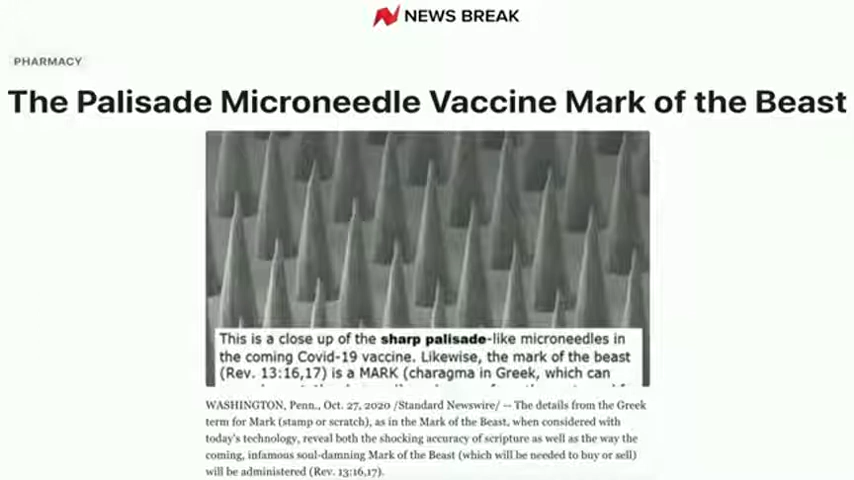 NEWS BREAK
PHARMACY
The Palisade Microneedle Vaccine Mark of the Beast
This is a close up of the sharp palisade-like microneedles in
the coming Covid-19 vaccine. Likewise, the mark of the beast
(Rev. 13:16,17) is a MARK (charagma in Greek, which can
WASHINGTON, Penn., Oct. 27, 2020 /Standard Newswire/ -- The details from the Greek
term for Mark (stamp or scratch), as in the Mark of the Beast, when considered with
today's technology, reveal both the shocking accuracy of scripture as well as the way the
coming, infamous soul-damning Mark of the Beast (which will be needed to buy or sell)
will be administered (Rev. 13:16,17).